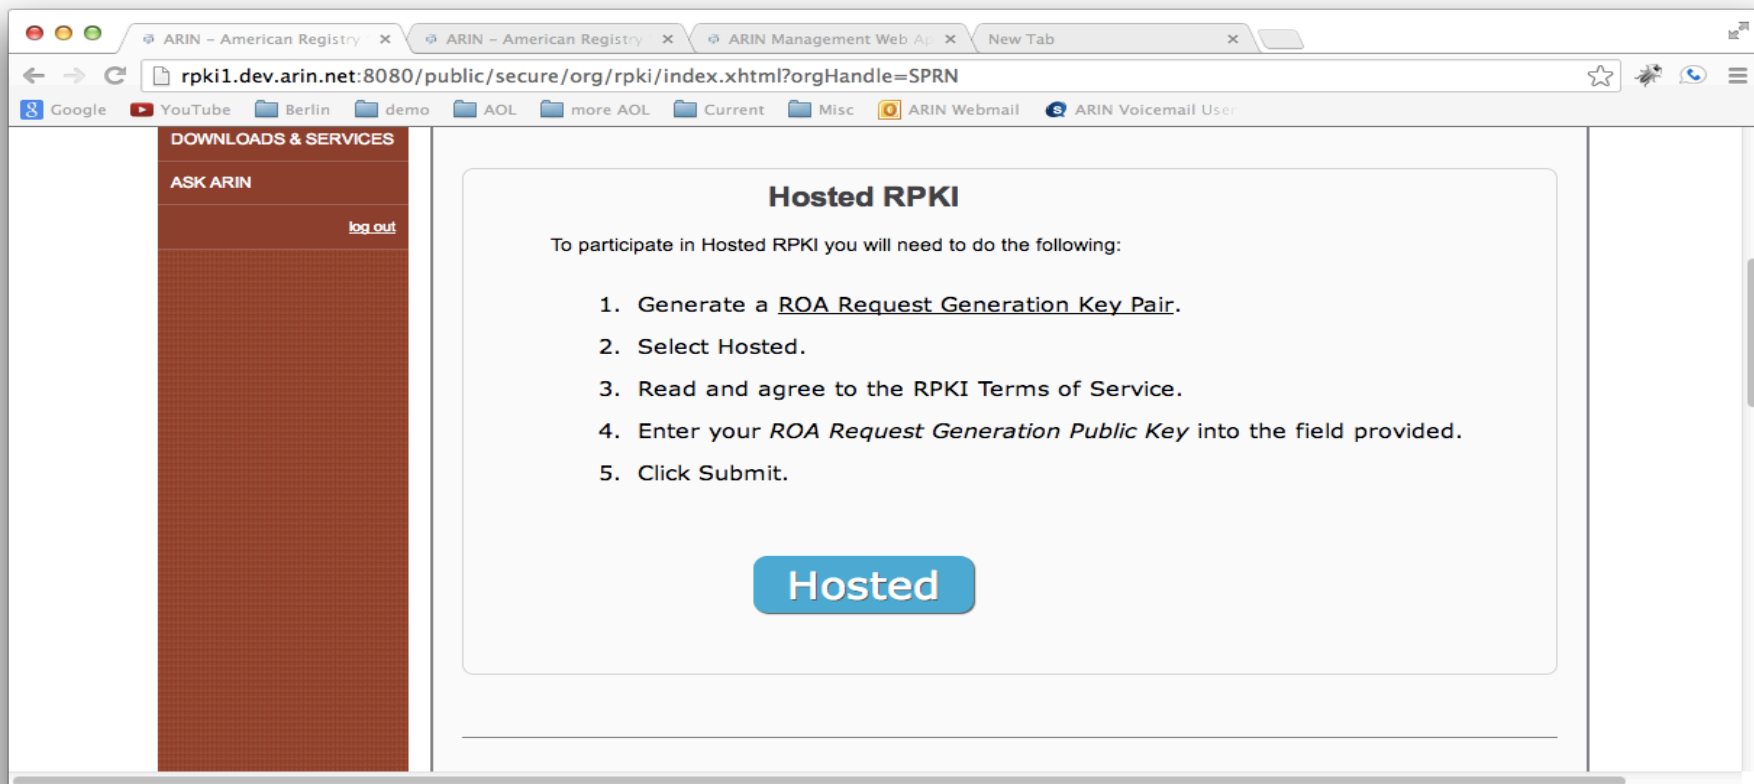 ARIN – American Registry
ARIN – American Registry
ARIN Management Web Ap
New Tab
rpki1.dev.arin.net:8080/public/secure/org/rpki/index.xhtml?orgHandle=SPRN
Google YouTube Berlin demo AOL more AOL Current Misc ARIN Webmail ARIN Voicemail User
DOWNLOADS & SERVICES
ASK ARIN
log out
Hosted RPKI
To participate in Hosted RPKI you will need to do the following:
1. Generate a ROA Request Generation Key Pair.
2. Select Hosted.
3. Read and agree to the RPKI Terms of Service.
4. Enter your ROA Request Generation Public Key into the field provided.
5. Click Submit.
Hosted